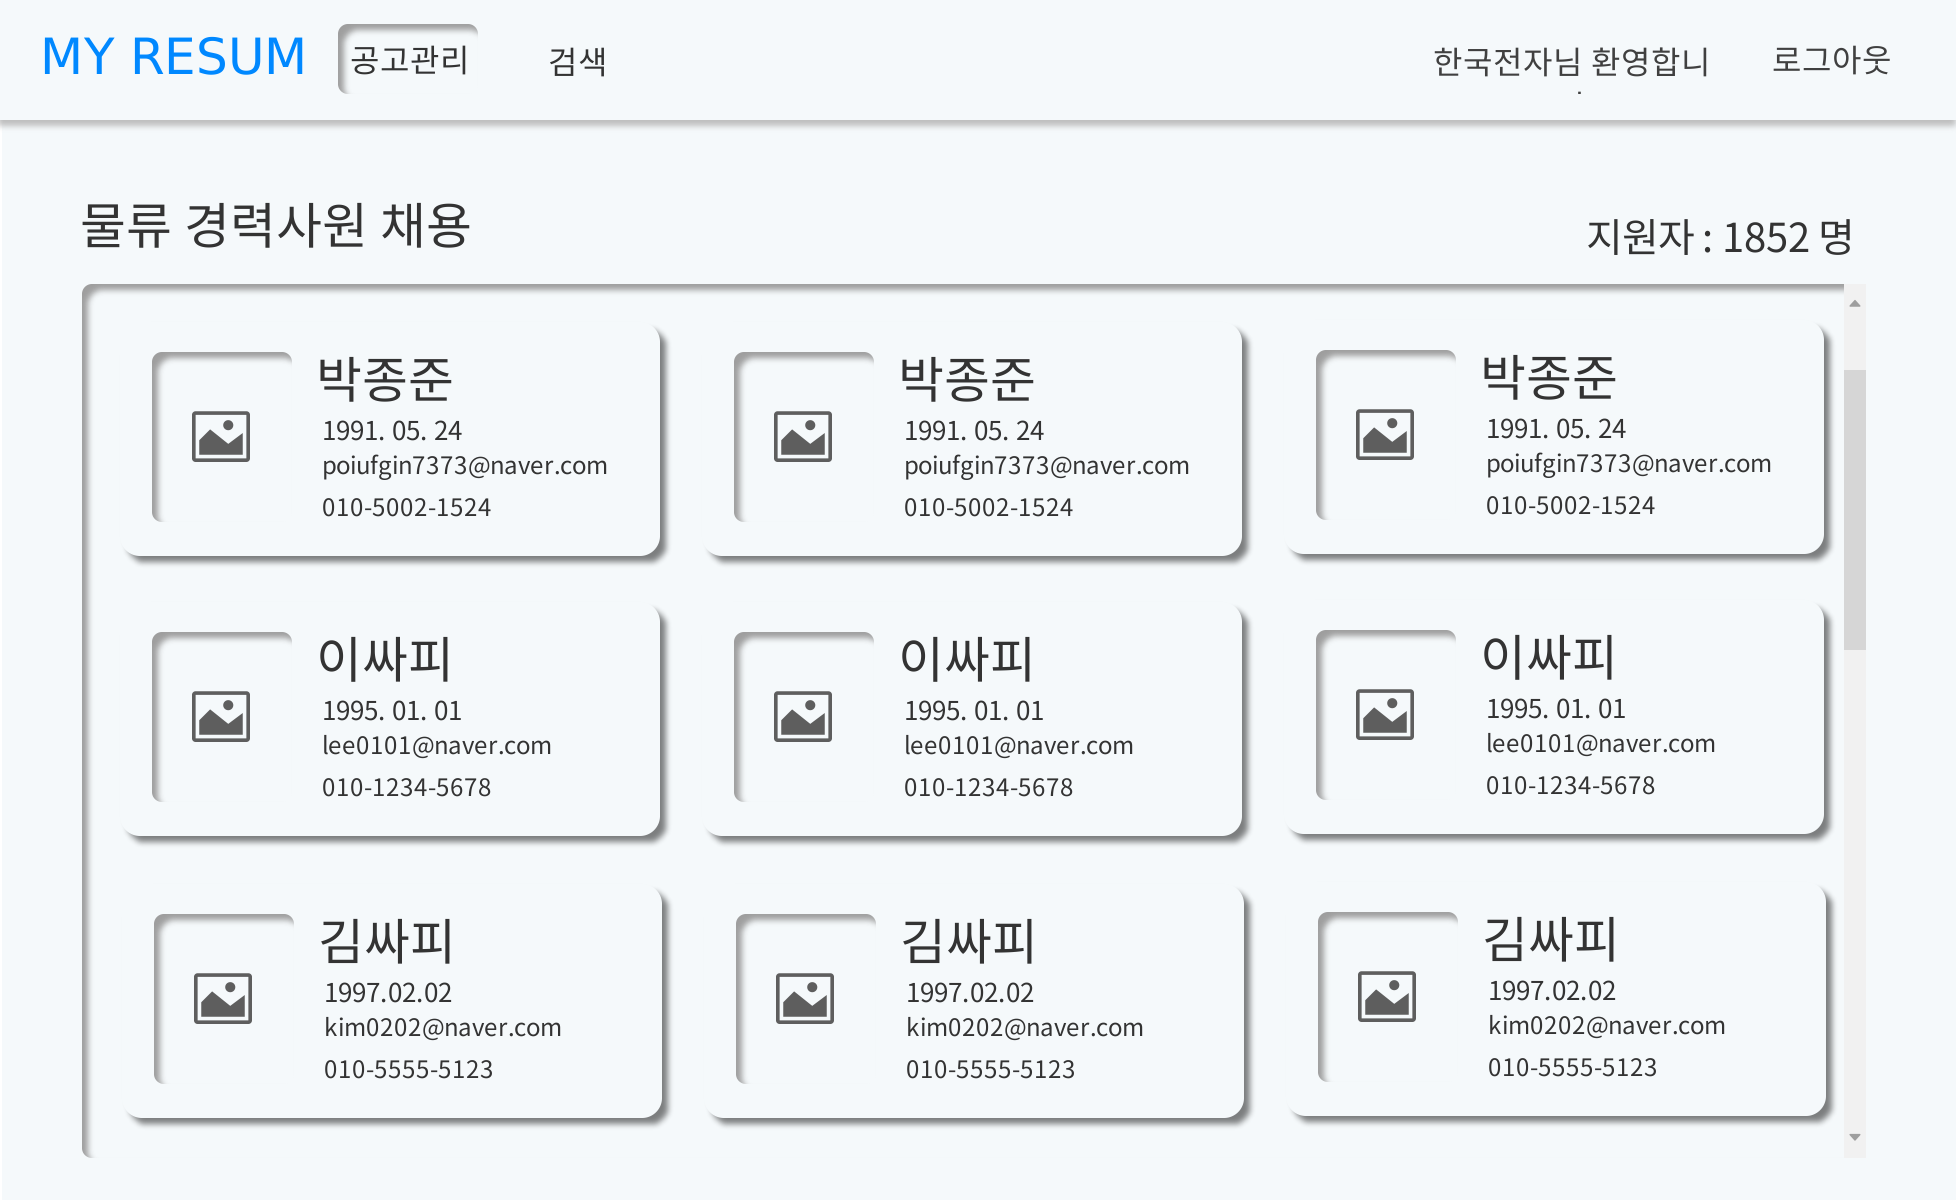 MY RESUM
공고관리
검색
한국전자님 환영합니
로그아웃
물류 경력사원 채용
지원자 : 1852 명
박종준
1991. 05. 24
poiufgin7373@naver.com
010-5002-1524
박종준
1991. 05. 24
poiufgin7373@naver.com
010-5002-1524
박종준
1991. 05. 24
poiufgin7373@naver.com
010-5002-1524
이싸피
1995. 01. 01
lee0101@naver.com
010-1234-5678
이싸피
1995. 01. 01
lee0101@naver.com
010-1234-5678
이싸피
1995. 01. 01
lee0101@naver.com
010-1234-5678
김싸피
1997.02.02
kim0202@naver.com
010-5555-5123
김싸피
1997.02.02
kim0202@naver.com
010-5555-5123
김싸피
1997.02.02
kim0202@naver.com
010-5555-5123